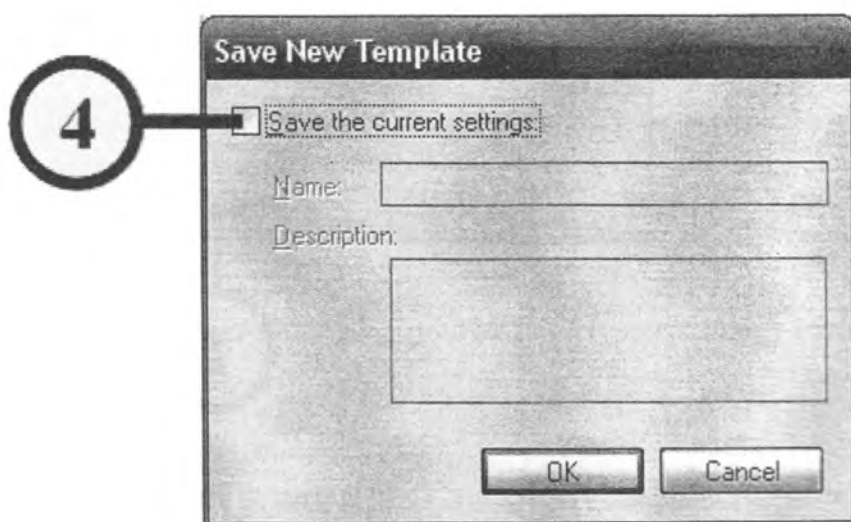 Save New Template
4
Save the current settings:
Name:
Description:
OK Cancel